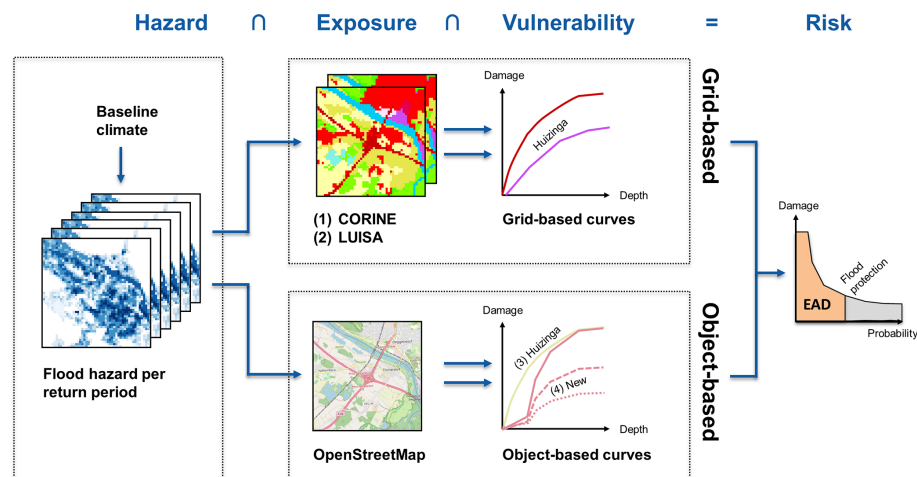 Hazard ∩ Exposure ∩ Vulnerability = Risk
Baseline
climate
Flood hazard per
return period
(1) CORINE
(2) LUISA
Damage
Huizinga
Depth
Grid-based curves
Grid-based
OpenStreetMap
Damage
(3) Huizinga
(4) New
Depth
Object-based curves
Object-based
Damage
Flood
protection
EAD
Probability